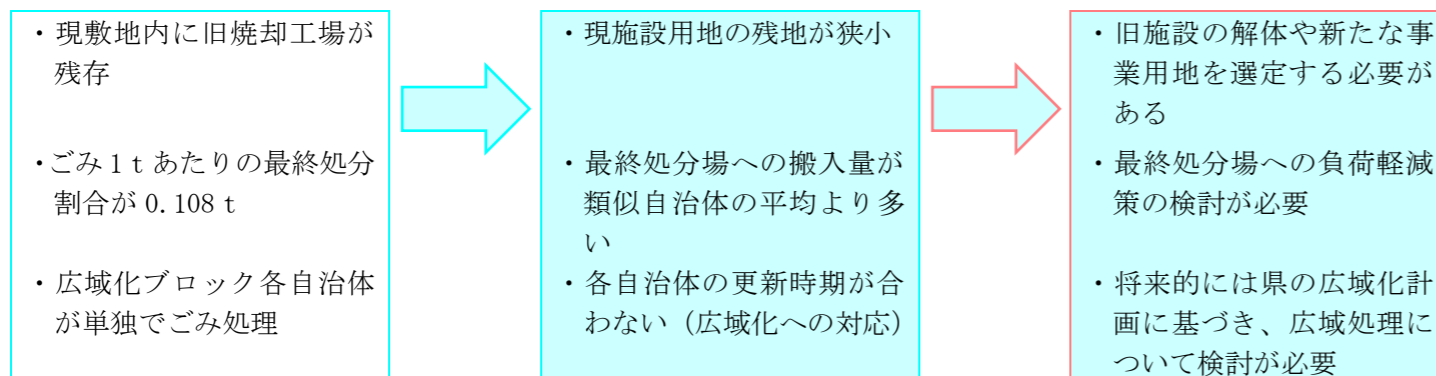 ・現敷地内に旧焼却工場が
残存
・ごみ 1 t あたりの最終処分
割合が 0.108 t
・広域化ブロック各自治体
が単独でごみ処理
・現施設用地の残地が狭小
・最終処分場への搬入量が
類似自治体の平均より多
い
・各自治体の更新時期が合
わない（広域化への対応）
・旧施設の解体や新たな事
業用地を選定する必要が
ある
・最終処分場への負荷軽減
策の検討が必要
・将来的には県の広域化計
画に基づき、広域処理に
ついて検討が必要